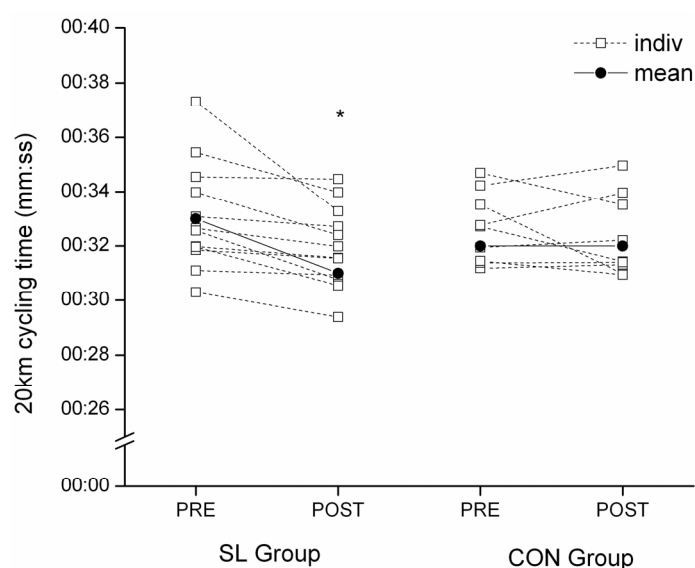 00:40
00:38
00:36
00:34
00:32
00:30
00:28
00:26
00:00
20km cycling time (mm:ss)
indiv
mean
*
PRE
POST
PRE
POST
SL Group
CON Group